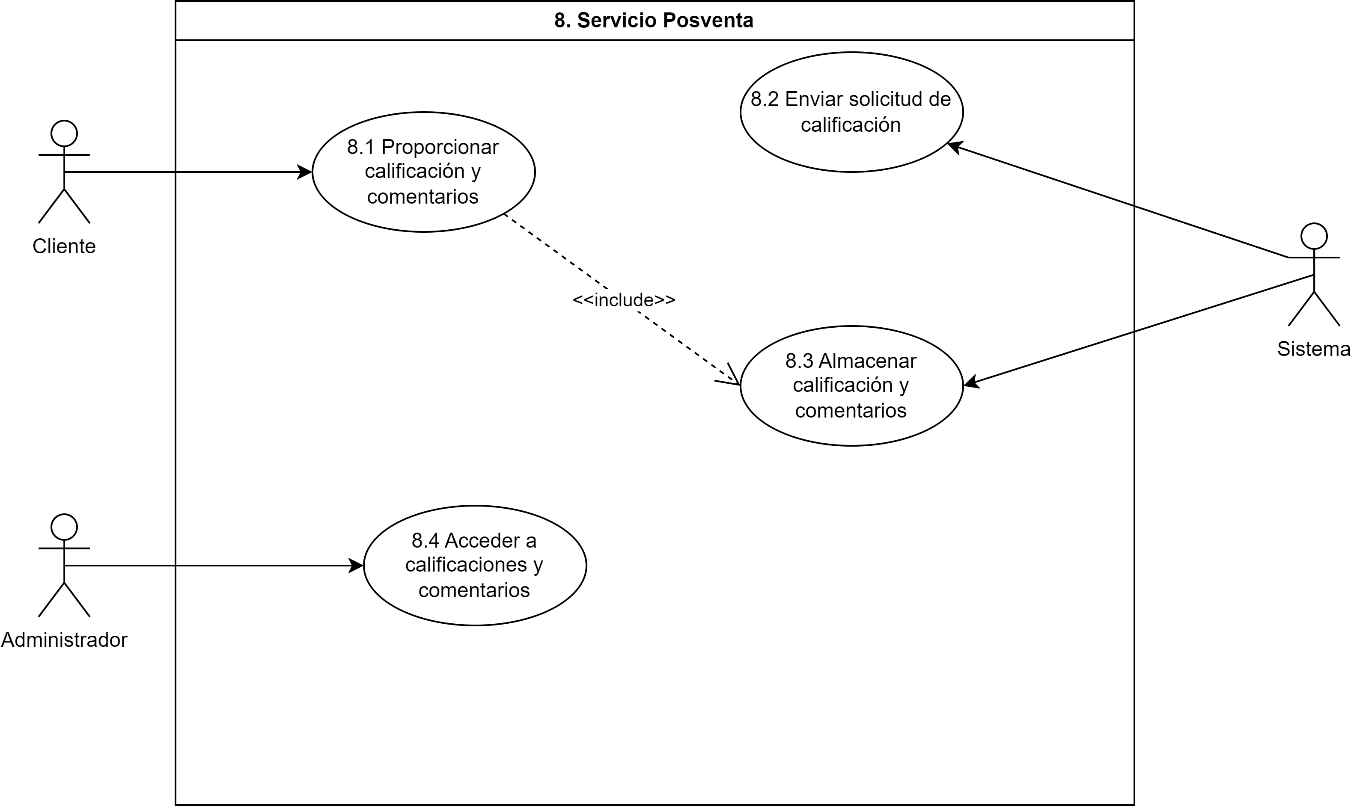 8. Servicio Posventa
8.2 Enviar solicitud de
calificación
8.1 Proporcionar
calificación y
comentarios
Cliente
<<include>>
Sistema
8.3 Almacenar
calificación y
comentarios
8.4 Acceder a
calificaciones y
comentarios
Administrador